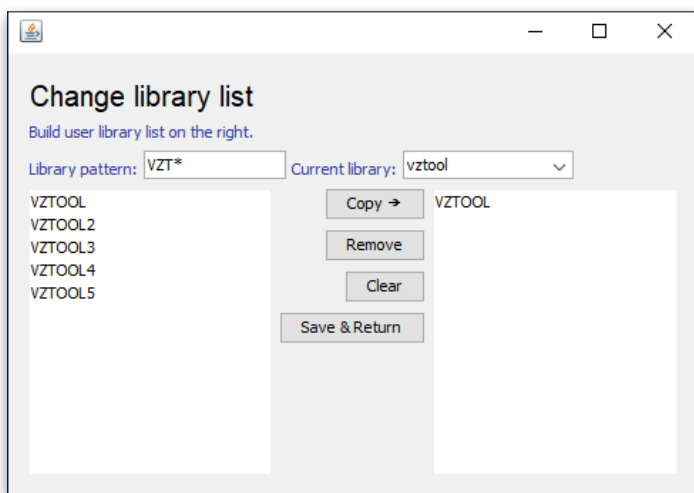 Change library list
Build user library list on the right.
Library pattern: VZT* Current library: vztool
VZTOOL
VZTOOL2
VZTOOL3
VZTOOL4
VZTOOL5
Copy →
Remove
Clear
Save & Return
VZTOOL